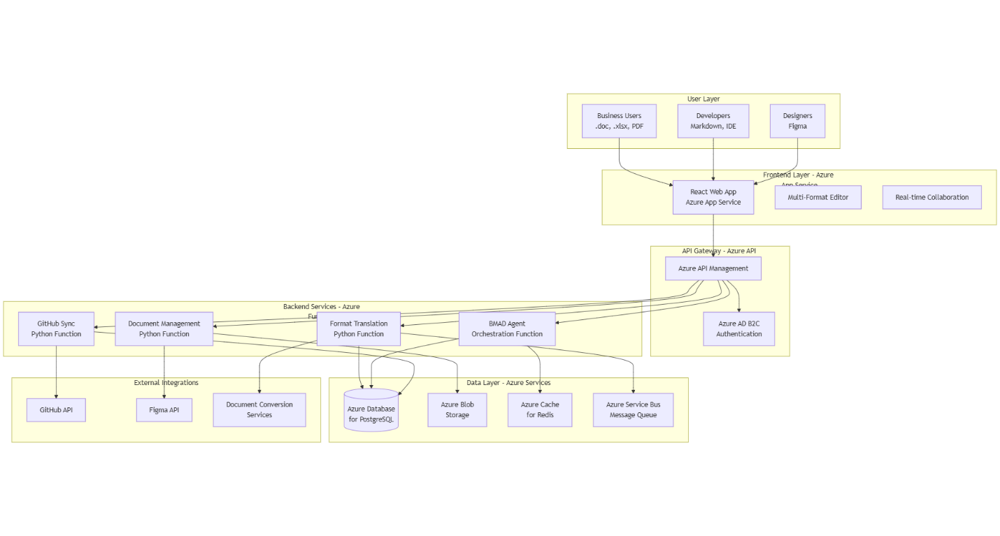 User Layer
Business Users
.doc, .xlsx, PDF
Developers
Markdown, IDE
Designers
Figma
Frontend Layer - Azure
App Service
React Web App
Azure App Service
Multi-Format Editor
Real-time Collaboration
API Gateway - Azure API
Azure API Management
Azure AD B2C
Authentication
Backend Services - Azure
GitHub Sync
Python Function
Document Management
Python Function
Format Translation
Python Function
BMAD Agent
Orchestration Function
External Integrations
GitHub API
Figma API
Document Conversion
Services
Data Layer - Azure Services
Azure Database
for PostgreSQL
Azure Blob
Storage
Azure Cache
for Redis
Azure Service Bus
Message Queue